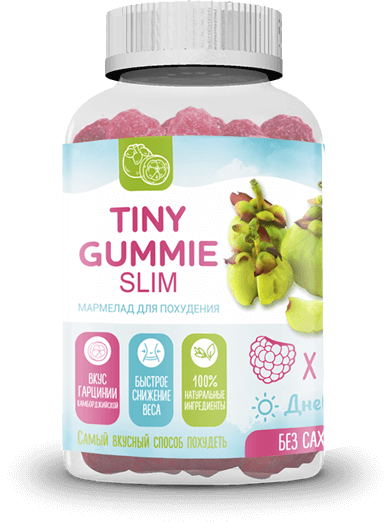 TINY
GUMMIE
SLIM
МАРМЕЛАД ДЛЯ ПОХУДЕНИЯ
ВКУС
ГАРЦИНИИ
КАМБОДЖИЙСКОЙ
БЫСТРОЕ
СНИЖЕНИЕ
ВЕСА
100%
НАТУРАЛЬНЫЕ
ИНГРЕДИЕНТЫ
X
Дне
Самый вкусный способ похудеть
БЕЗ САХ